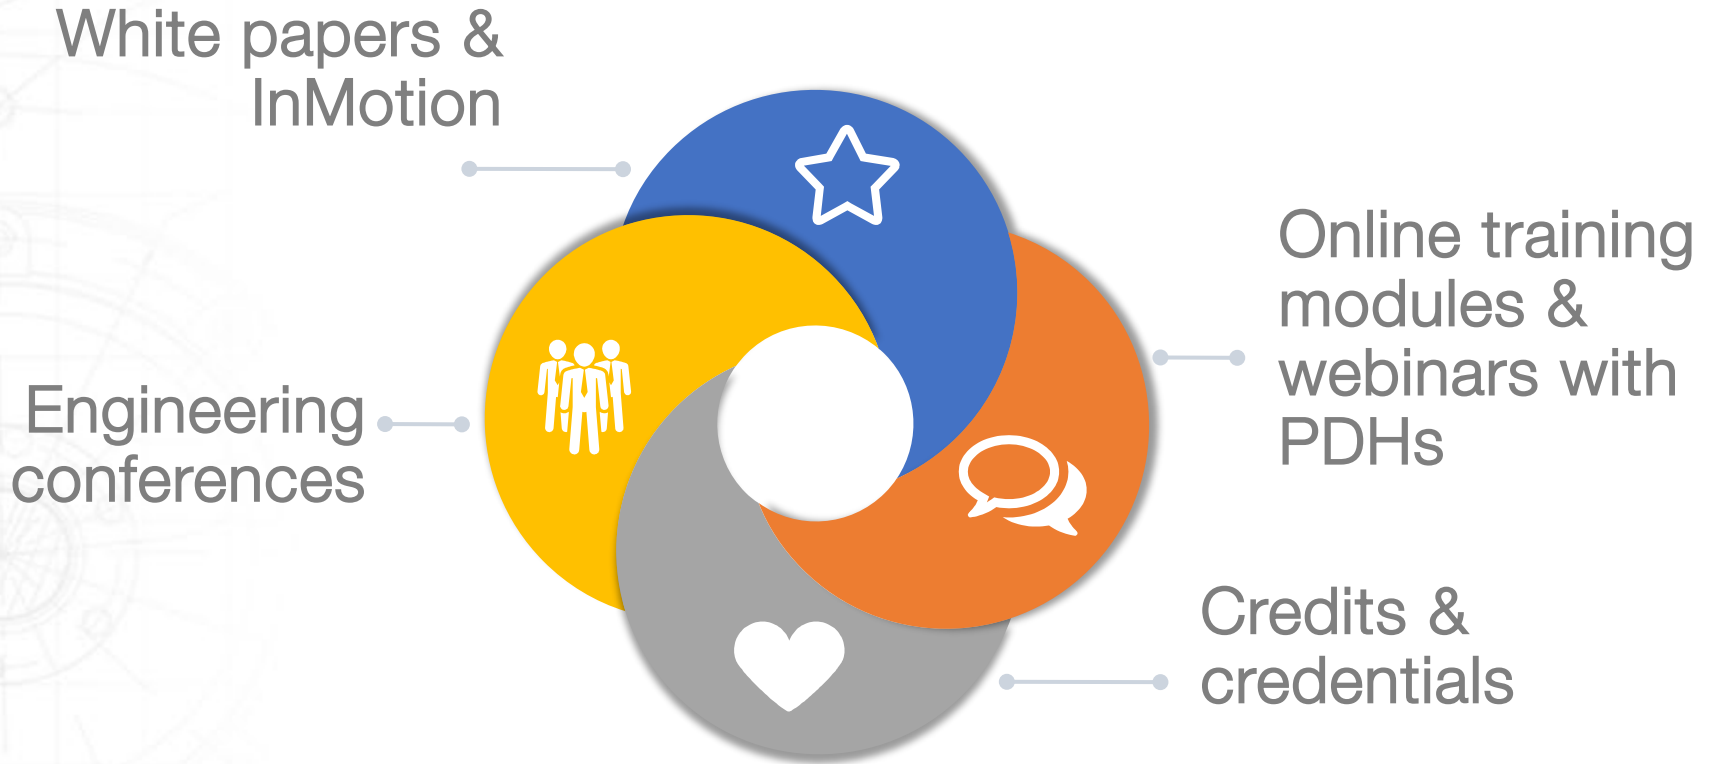 White papers &
InMotion
Online training
modules &
webinars with
PDHs
Engineering
conferences
Credits &
credentials